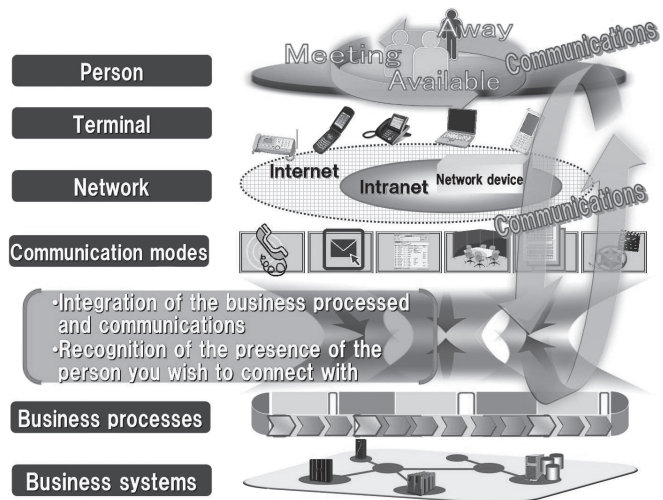 Person
Meeting
Away
Available
Communications
Terminal
Network
Internet
Intranet
Network device
Communications
Communication modes
•Integration of the business processed
and communications
•Recognition of the presence of the
person you wish to connect with
Business processes
Business systems